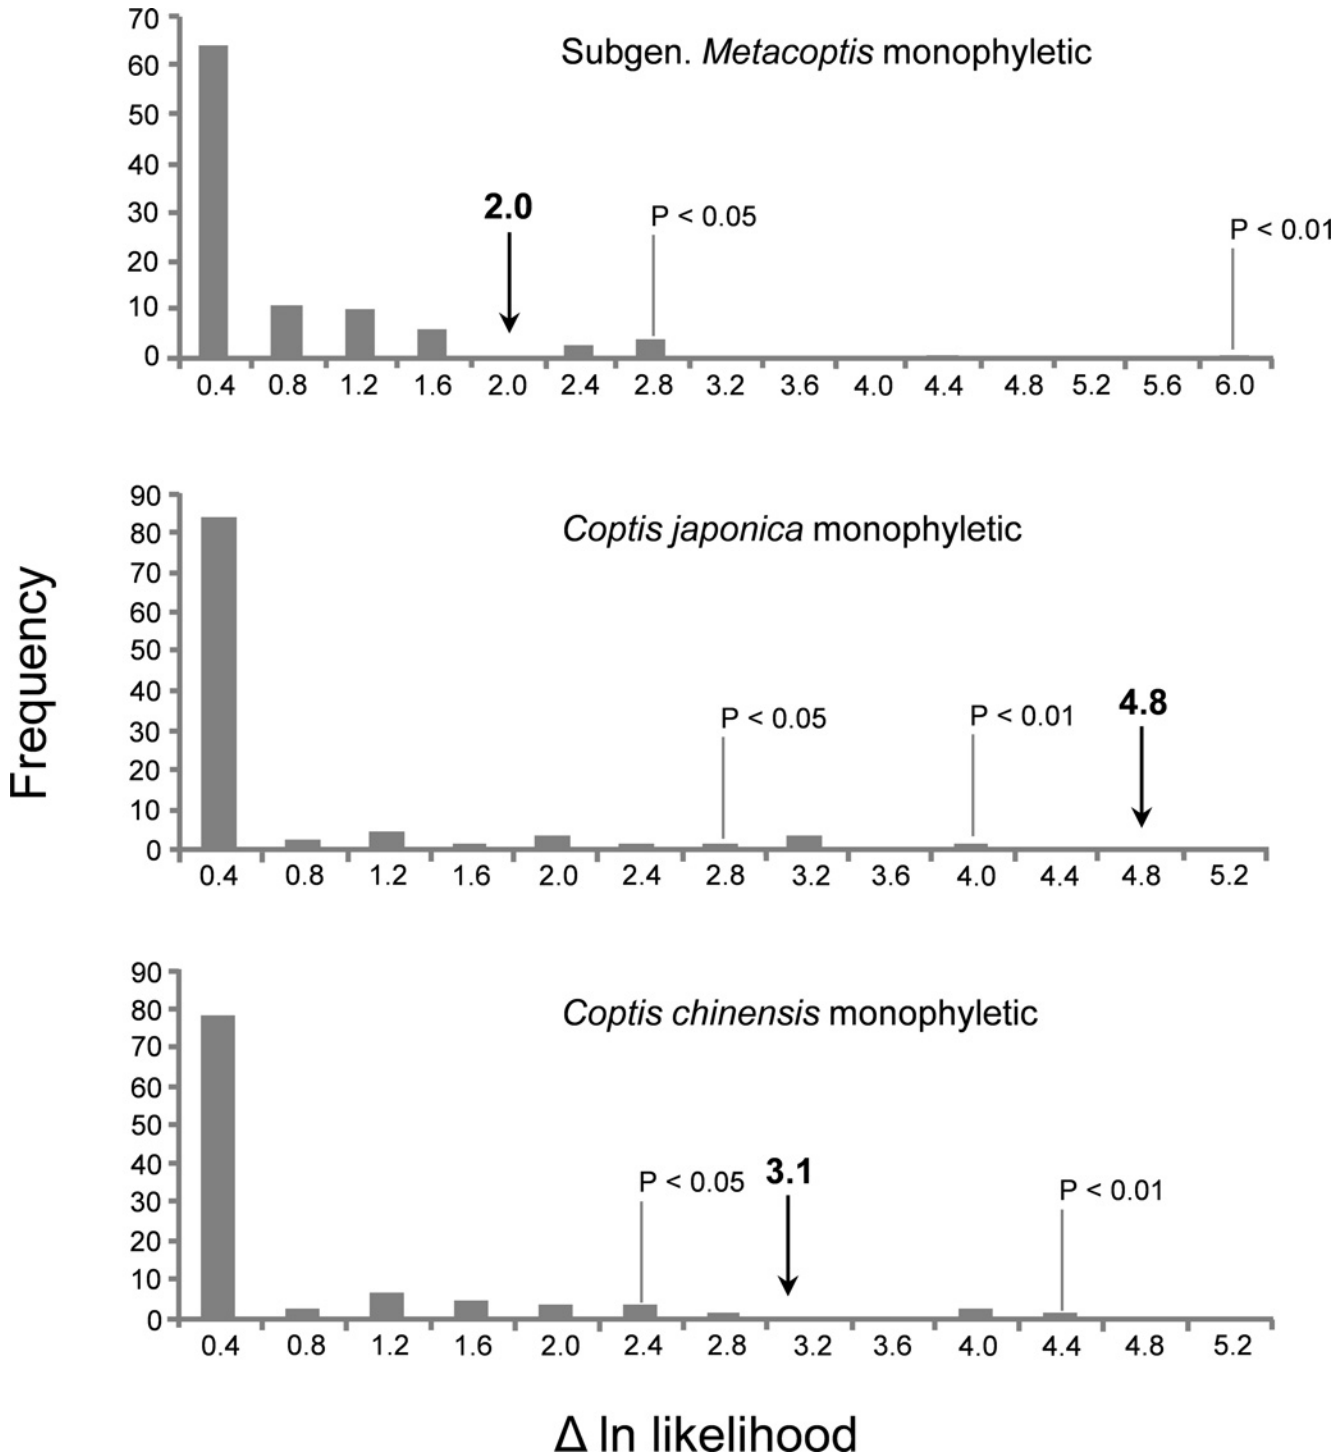 70
Subgen. Metacoptis monophyletic
60
50
40
30
2.0
P < 0.05
P < 0.01
20
10
0
0.4 0.8 1.2 1.6 2.0 2.4 2.8 3.2 3.6 4.0 4.4 4.8 5.2 5.6 6.0
90
Coptis japonica monophyletic
80
70
60
50
40
4.8
30
P < 0.05
P < 0.01
20
10
0
0.4 0.8 1.2 1.6 2.0 2.4 2.8 3.2 3.6 4.0 4.4 4.8 5.2
Frequency
90
Coptis chinensis monophyletic
80
70
60
50
40
P < 0.05
3.1
P < 0.01
30
20
10
0
0.4 0.8 1.2 1.6 2.0 2.4 2.8 3.2 3.6 4.0 4.4 4.8 5.2
Δ ln likelihood